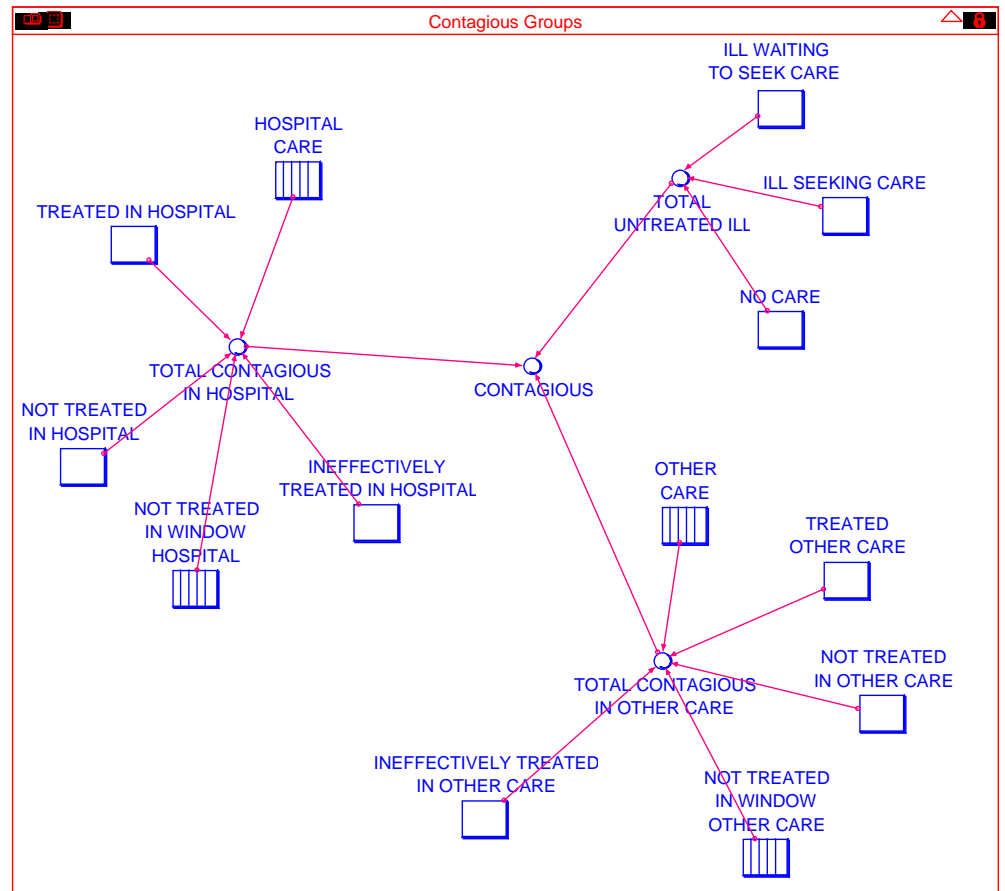 Contagious Groups
ILL WAITING
TO SEEK CARE
HOSPITAL
CARE
ILL SEEKING CARE
TREATED IN HOSPITAL
TOTAL
UNTREATED ILL
NO CARE
TOTAL CONTAGIOUS
IN HOSPITAL
CONTAGIOUS
NOT TREATED
IN HOSPITAL
INEFFECTIVELY
TREATED IN HOSPITAL
OTHER
CARE
NOT TREATED
IN WINDOW
HOSPITAL
TREATED
OTHER CARE
NOT TREATED
IN OTHER CARE
TOTAL CONTAGIOUS
IN OTHER CARE
INEFFECTIVELY TREATED
IN OTHER CARE
NOT TREATED
IN WINDOW
OTHER CARE